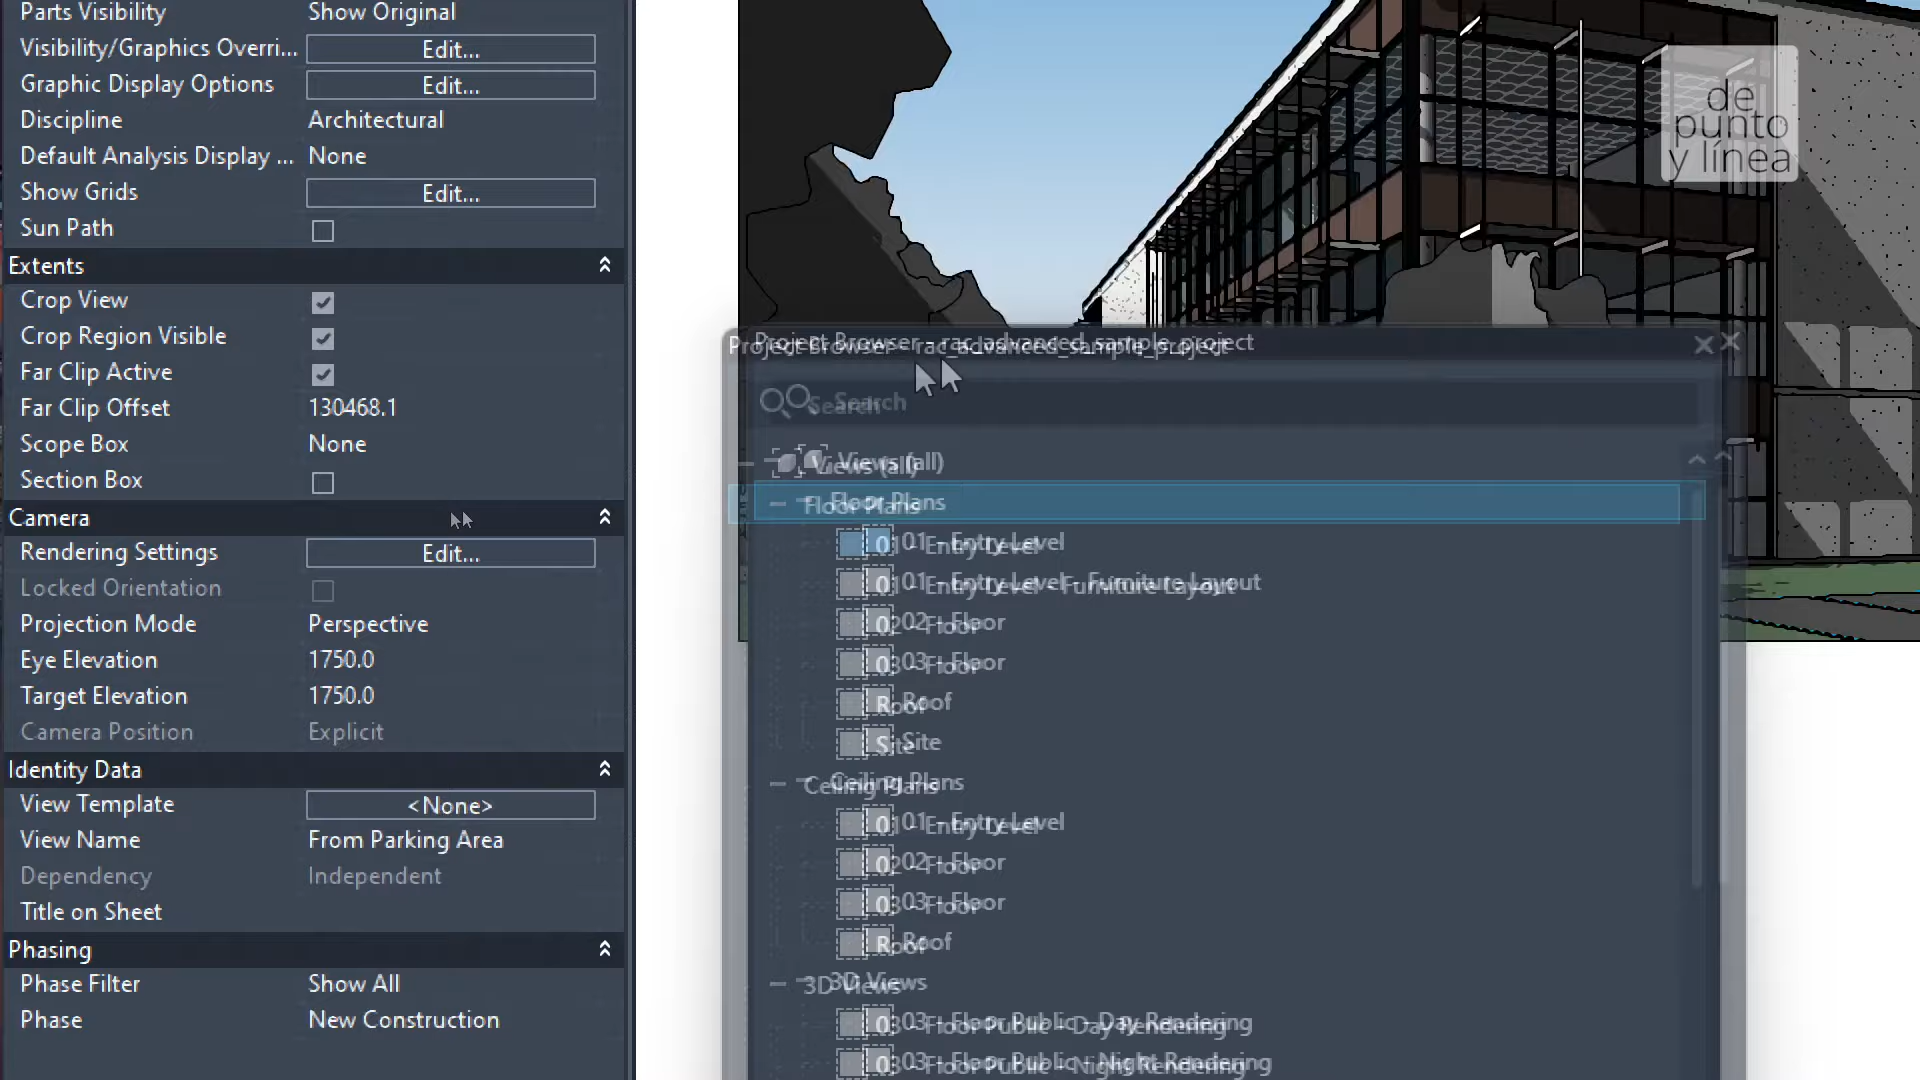 Parts Visibility Show Original
Visibility/Graphics Overri... Edit...
Graphic Display Options Edit...
Discipline Architectural
Default Analysis Display ... None
Show Grids Edit...
Sun Path
Extents
Crop View
Crop Region Visible
Far Clip Active
Far Clip Offset 130468.1
Scope Box None
Section Box
Camera
Rendering Settings Edit...
Locked Orientation
Projection Mode Perspective
Eye Elevation 1750.0
Target Elevation 1750.0
Camera Position Explicit
Identity Data
View Template <None>
View Name From Parking Area
Dependency Independent
Title on Sheet
Phasing
Phase Filter Show All
Phase New Construction
de
punto
y línea
Project Browser - rac_advanced_sample_project
Search
Views (all)
Floor Plans
01 - Entry Level
01 - Entry Level - Furniture Layout
02 - Floor
03 - Floor
Roof
Site
Ceiling Plans
01 - Entry Level
02 - Floor
03 - Floor
Roof
3D Views
03 - Floor Public - Day Rendering
03 - Floor Public - Night Rendering